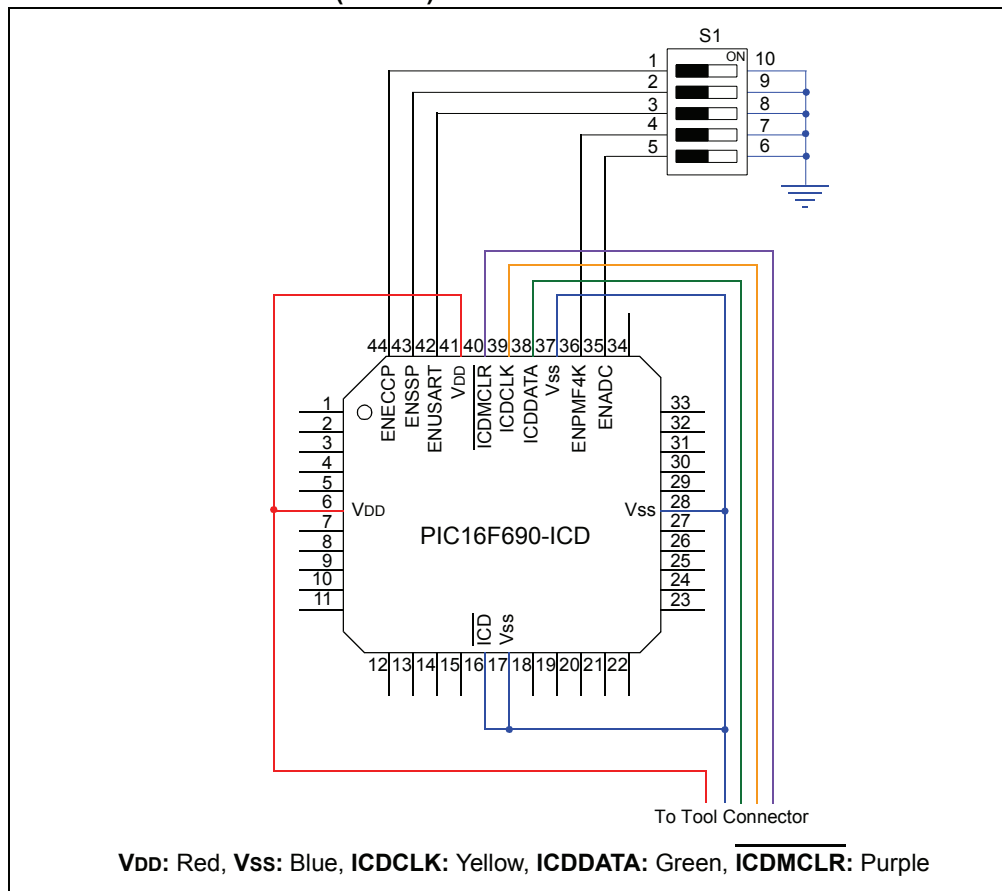 S1
ON
1 10
2 9
3 8
4 7
5 6
44 43 42 41 40 39 38 37 36 35 34
ENECCP
ENSSP
ENUSART
VDD
ICDMCLR
ICDCLK
ICDDATA
Vss
ENPMF4K
ENADC
1 33
2 32
3 31
4 30
5 29
6 VDD Vss 28
7 27
PIC16F690-ICD
8 26
9 25
10 24
11 23
ICD
Vss
12 13 14 15 16 17 18 19 20 21 22
To Tool Connector
VDD: Red, Vss: Blue, ICDCLK: Yellow, ICDDATA: Green, ICDMCLR: Purple